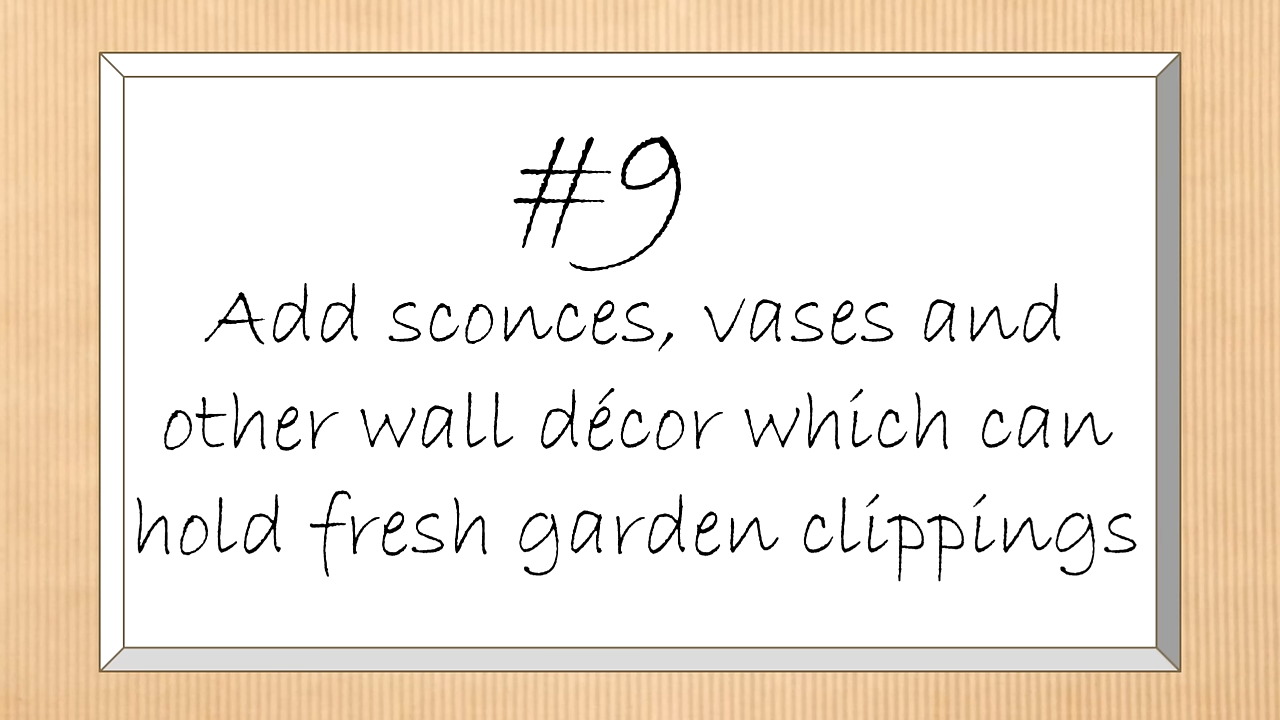 #9
Add sconces, vases and
other wall décor which can
hold fresh garden clippings